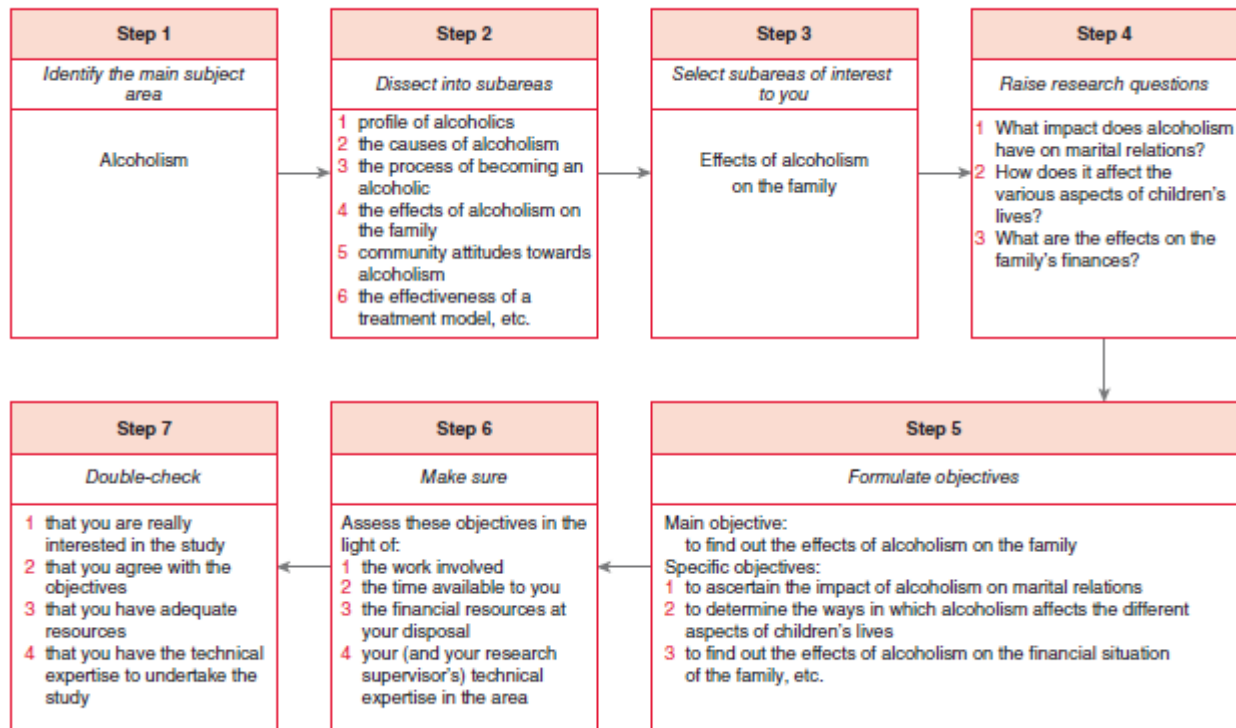 Step 1
Identify the main subject
area
Alcoholism
Step 2
Dissect into subareas
1 profile of alcoholics
2 the causes of alcoholism
3 the process of becoming an
alcoholic
4 the effects of alcoholism on
the family
5 community attitudes towards
alcoholism
6 the effectiveness of a
treatment model, etc.
Step 3
Select subareas of interest
to you
Effects of alcoholism
on the family
Step 4
Raise research questions
1 What impact does alcoholism
have on marital relations?
2 How does it affect the
various aspects of children's
lives?
3 What are the effects on the
family's finances?
Step 5
Formulate objectives
Main objective:
to find out the effects of alcoholism on the family
Specific objectives:
1 to ascertain the impact of alcoholism on marital relations
2 to determine the ways in which alcoholism affects the different
aspects of children's lives
3 to find out the effects of alcoholism on the financial situation
of the family, etc.
Step 6
Make sure
Assess these objectives in the
light of:
1 the work involved
2 the time available to you
3 the financial resources at
your disposal
4 your (and your research
supervisor's) technical
expertise in the area
Step 7
Double-check
1 that you are really
interested in the study
2 that you agree with the
objectives
3 that you have adequate
resources
4 that you have the technical
expertise to undertake the
study